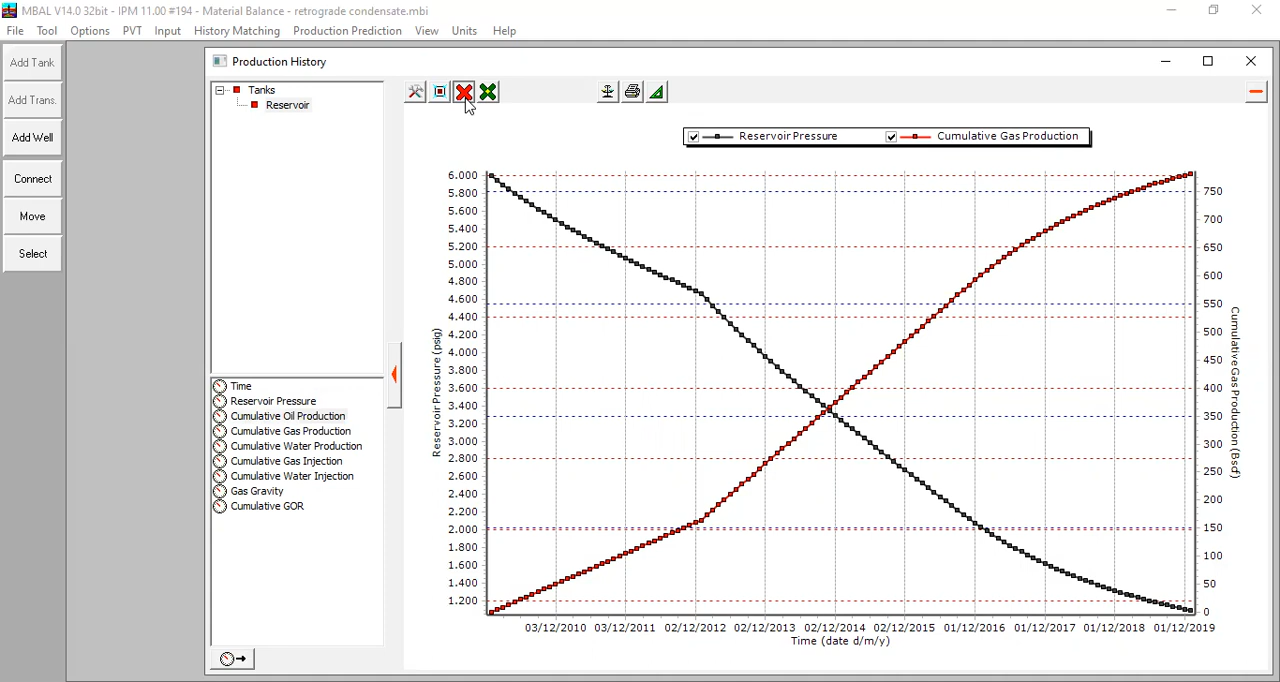 MBAL V14.0 32bit - IPM 11.00 #194 - Material Balance - retrograde condensate.mbi
File Tool Options PVT Input History Matching Production Prediction View Units Help
Add Tank
Add Trans.
Add Well
Connect
Move
Select
Production History
Tanks
Reservoir
Time
Reservoir Pressure
Cumulative Oil Production
Cumulative Gas Production
Cumulative Water Production
Cumulative Gas Injection
Cumulative Water Injection
Gas Gravity
Cumulative GOR
Reservoir Pressure Cumulative Gas Production
Reservoir Pressure (psig)
6.000
5.800
5.600
5.400
5.200
5.000
4.800
4.600
4.400
4.200
4.000
3.800
3.600
3.400
3.200
3.000
2.800
2.600
2.400
2.200
2.000
1.800
1.600
1.400
1.200
750
700
650
600
550
500
450
400
350
300
250
200
150
100
50
0
Cumulative Gas Production (Bscf)
03/12/2010 03/12/2011 02/12/2012 02/12/2013 02/12/2014 02/12/2015 01/12/2016 01/12/2017 01/12/2018 01/12/2019
Time (date d/m/y)